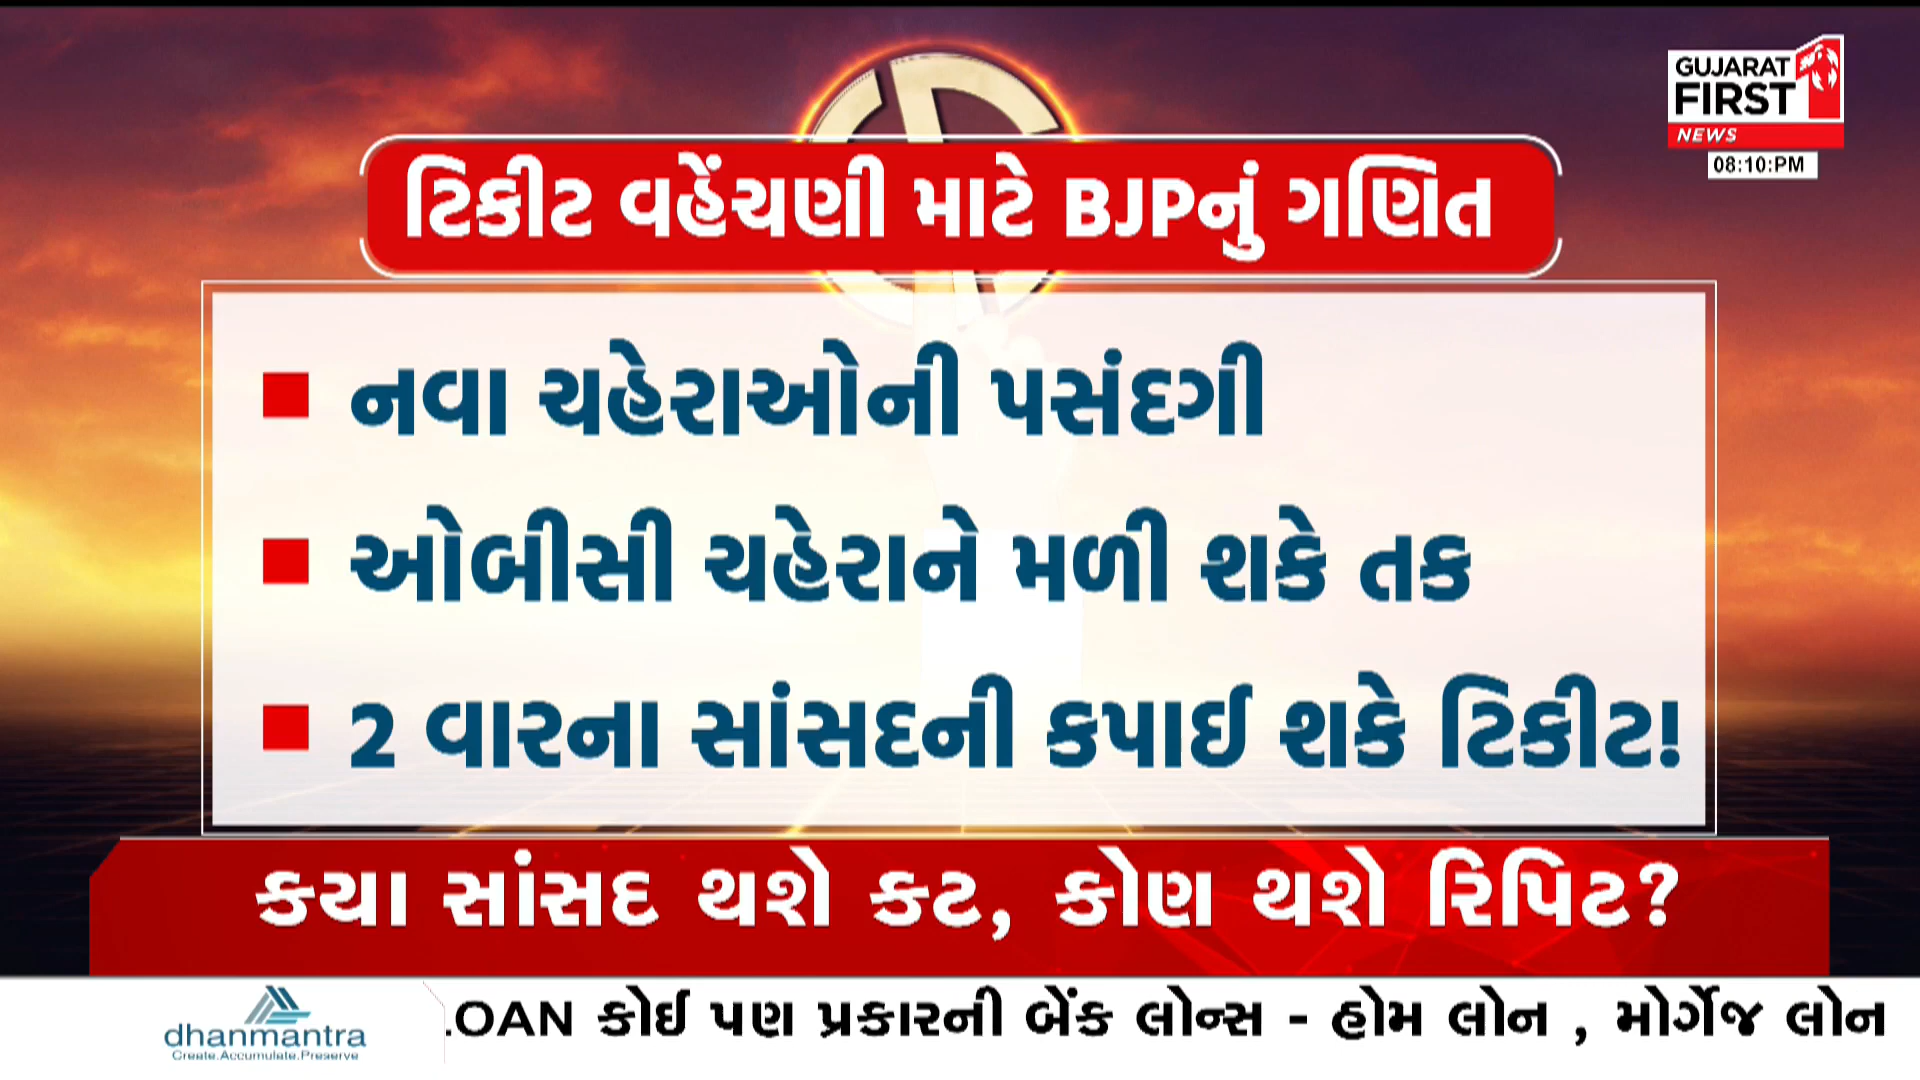 GUJARAT
FIRST
NEWS
08:10:PM
ટિકીટ વહેંચણી માટે BJPનું ગણિત
નવા ચહેરાઓની પસંદગી
ઓબીસી ચહેરાને મળી શકે તક
2 વારના સાંસદની કપાઈ શકે ટિકીટ!
કયા સાંસદ થશે કટ, કોણ થશે રિપિટ?
dhanmantra
Create.Accumulate.Preserve
LOAN કોઈ પણ પ્રકારની બેંક લોન્સ - હોમ લોન , મોર્ગેજ લોન